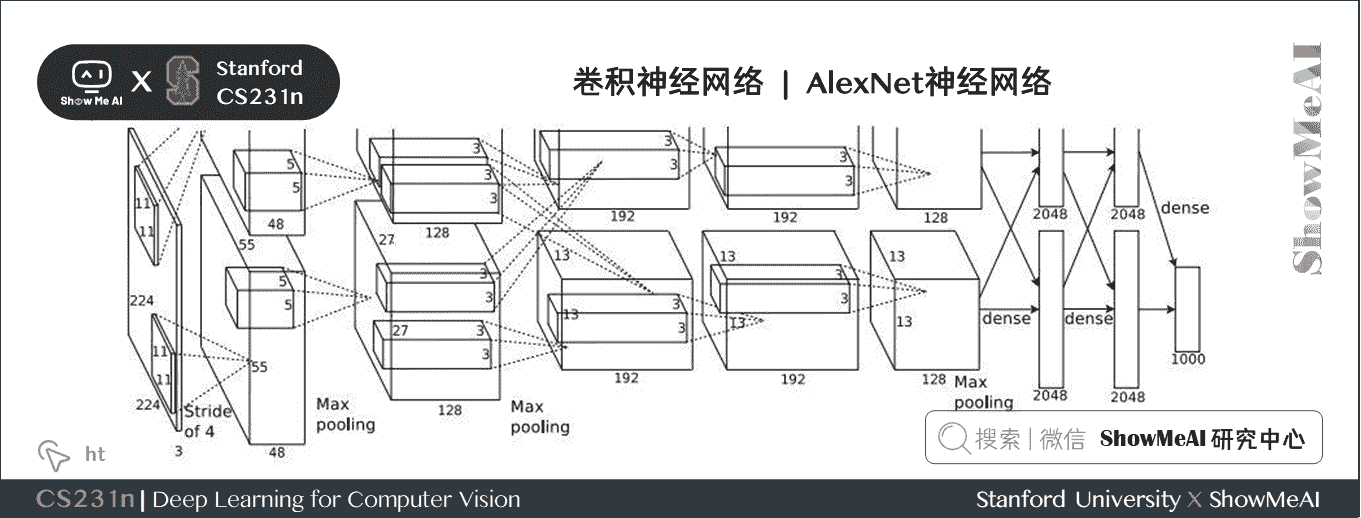 Show Me AI
X
Stanford
CS231n
卷积神经网络 | AlexNet神经网络
ShowMeAI
5
5
48
3
3
3
3
128
3
3
192
3
3
192
128
2048
2048
dense
11
11
55
5
5
27
3
3
13
3
3
13
3
3
13
13
224
27
3
3
13
13
dense
dense
11
11
55
192
192
128
2048
2048
1000
224
Stride
of 4
Max
pooling
128
Max
pooling
Max
pooling
3
48
搜索 | 微信 ShowMeAI 研究中心
ht
CS231n | Deep Learning for Computer Vision
Stanford University X ShowMeAI